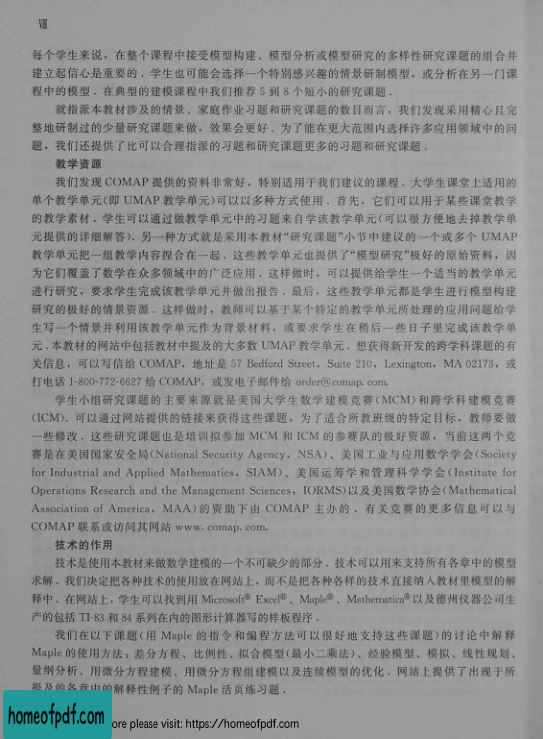 Ⅷ
每个学生来说，在整个课程中接受模型构建、模型分析或模型研究的多样性研究课题的组合并
建立起信心是重要的．学生也可能会选择一个特别感兴趣的情景研制模型，或分析在另一门课
程中的模型．在典型的建模课程中我们推荐 5 到 8 个短小的研究课题．
就指派本教材涉及的情景、家庭作业习题和研究课题的数目而言，我们发现采用精心且完
整地研制过的少量研究课题来做，效果会更好．为了能在更大范围内选择许多应用领域中的问
题，我们还提供了比可以合理指派的习题和研究课题更多的习题和研究课题．
教学资源
我们发现 COMAP 提供的资料非常好，特别适用于我们建议的课程．大学生课堂上适用的
单个教学单元(即 UMAP 教学单元)可以以多种方式使用．首先，它们可以用于某些课堂教学
的教学素材．学生可以通过做教学单元中的习题来自学该教学单元(可以很方便地去掉教学单
元提供的详细解答)．另一种方式就是采用本教材“研究课题”小节中建议的一个或多个 UMAP
教学单元把一组教学内容捏合在一起．这些教学单元也提供了“模型研究”极好的原始资料，因
为它们覆盖了数学在众多领域中的广泛应用．这样做时，可以提供给学生一个适当的教学单元
进行研究，要求学生完成该教学单元并做出报告．最后，这些教学单元都是学生进行模型构建
研究的极好的情景资源．这样做时，教师可以基于某个特定的教学单元所处理的应用问题给学
生写一个情景并利用该教学单元作为背景材料，或要求学生在稍后一些日子里完成该教学单
元．本教材的网站中包括教材中提及的大多数 UMAP 教学单元．想获得新开发的跨学科课题的有
关信息，可以写信给 COMAP，地址是 57 Bedford Street，Suite 210，Lexington，MA 02173，或
打电话 1-800-772-6627 给 COMAP，或发电子邮件给 order@comap.com.
学生小组研究课题的主要来源就是美国大学生数学建模竞赛(MCM)和跨学科建模竞赛
(ICM)．可以通过网站提供的链接来获得这些课题，为了适合所教班级的特定目标，教师要做
一些修改．这些研究课题也是培训拟参加 MCM 和 ICM 的参赛队的极好资源，当前这两个竞
赛是在美国国家安全局(National Security Agency，NSA)、美国工业与应用数学学会(Society
for Industrial and Applied Mathematics，SIAM)、美国运筹学和管理科学学会(Institute for
Operations Research and the Management Sciences，IORMS)以及美国数学协会(Mathematical
Association of America，MAA)的资助下由 COMAP 主办的．有关竞赛的更多信息可以与
COMAP 联系或访问其网站 www.comap.com.
技术的作用
技术是使用本教材来做数学建模的一个不可缺少的部分．技术可以用来支持所有各章中的模型
求解．我们决定把各种技术的使用放在网站上，而不是把各种各样的技术直接纳入教材里模型的解
释中．在网站上，学生可以找到用 Microsoft® Excel®、Maple®、Mathematica®以及德州仪器公司生
产的包括 TI-83 和 84 系列在内的图形计算器写的样板程序．
我们在以下课题(用 Maple 的指令和编程方法可以很好地支持这些课题)的讨论中解释
Maple 的使用方法：差分方程、比例性、拟合模型(最小二乘法)、经验模型、模拟、线性规划、
量纲分析、用微分方程建模、用微分方程组建模以及连续模型的优化．网站上提供了出现于所
提及的各章中的解释性例子的 Maple 活页练习题．
homeofpdf.com
ore please visit: https://homeofpdf.com